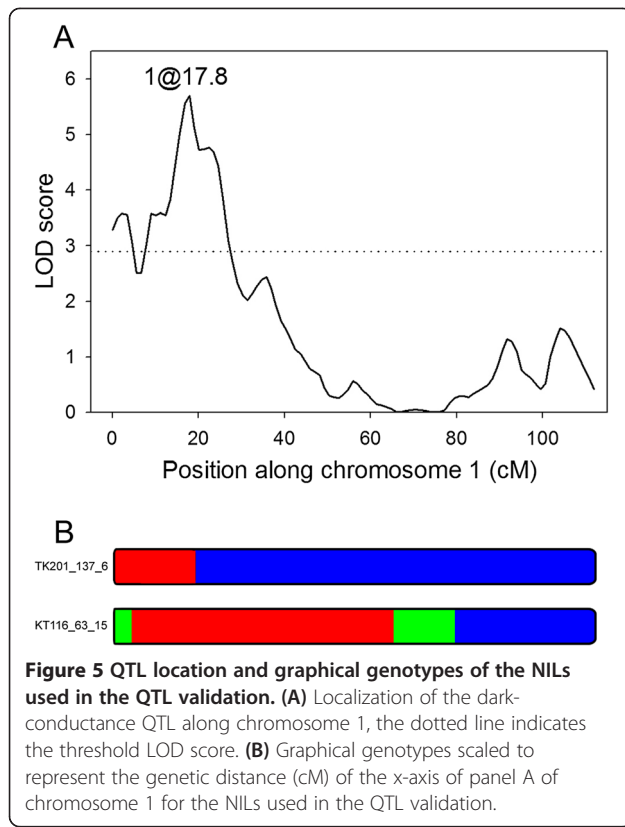 A
1@17.8
6
5
4
3
2
1
0
LOD score
0 20 40 60 80 100
Position along chromosome 1 (cM)
B
TK201_137_6
KT116_63_15
Figure 5 QTL location and graphical genotypes of the NILs
used in the QTL validation. (A) Localization of the dark-
conductance QTL along chromosome 1, the dotted line indicates
the threshold LOD score. (B) Graphical genotypes scaled to
represent the genetic distance (cM) of the x-axis of panel A of
chromosome 1 for the NILs used in the QTL validation.